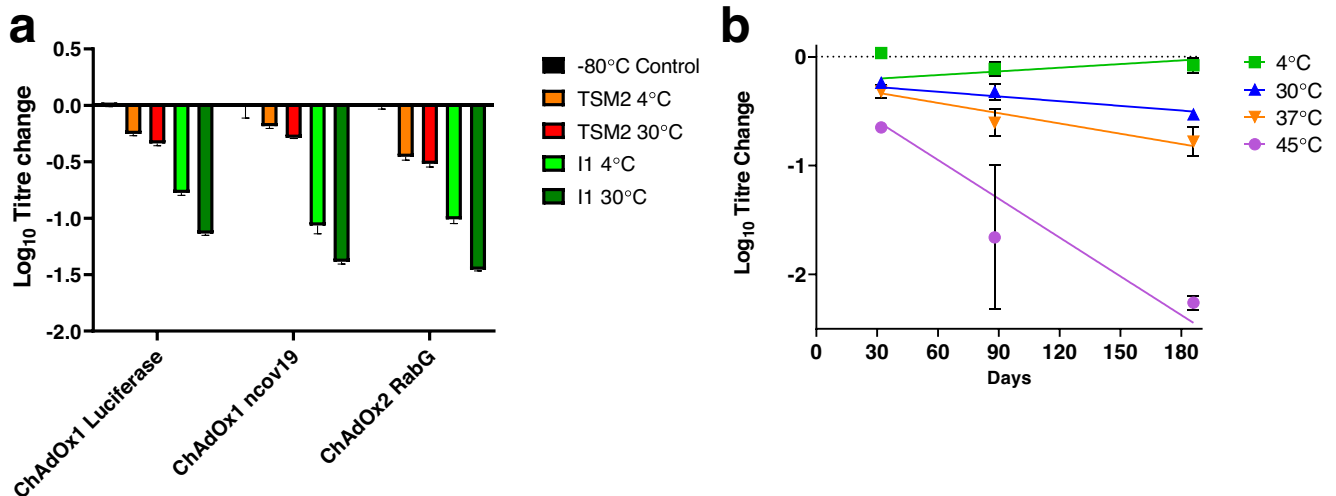 a
0.5
0.0
-0.5
-1.0
-1.5
-2.0
Log10 Titre Change
ChAdOx1 Luciferase
ChAdOx1 ncov19
ChAdOx2 RabG
-80°C Control
TSM2 4°C
TSM2 30°C
I1 4°C
I1 30°C
b
0
-1
-2
Log10 Titre Change
0 30 60 90 120 150 180
Days
4°C
30°C
37°C
45°C